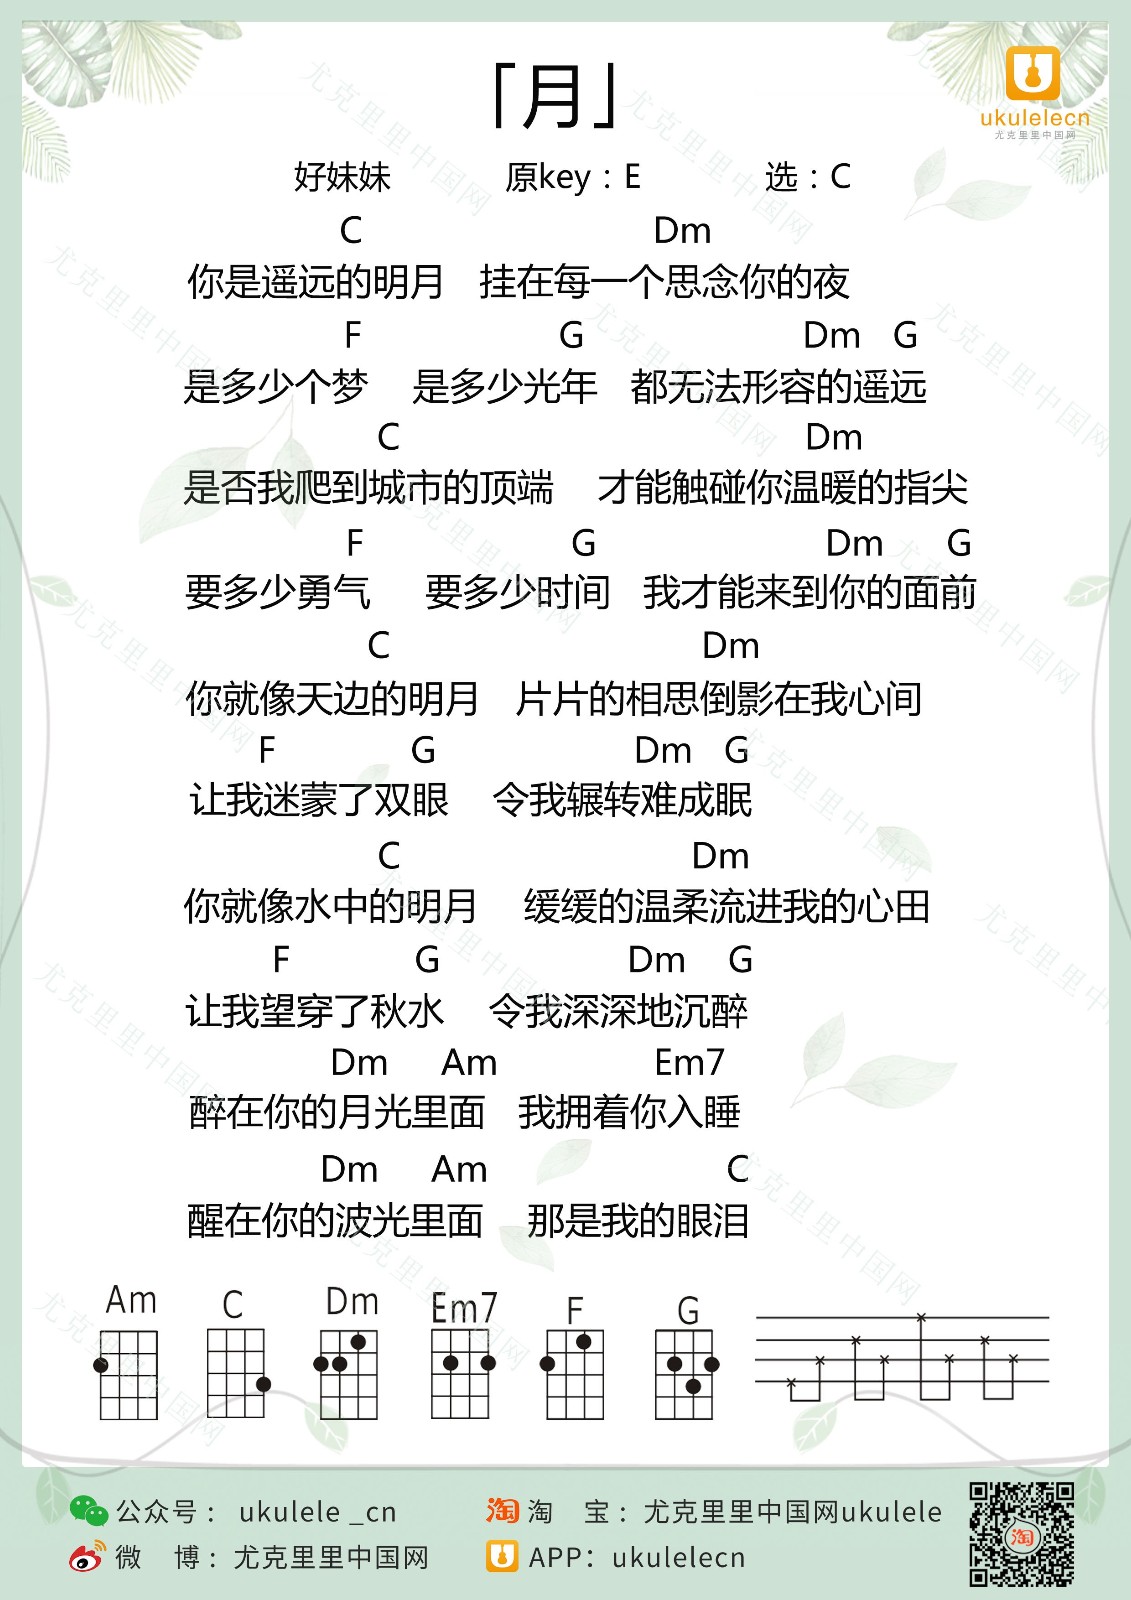 「月」
ukulelecn
尤克里里中国网
好妹妹 原key：E 选：C
C Dm
你是遥远的明月 挂在每一个思念你的夜
F G Dm G
是多少个梦 是多少光年 都无法形容的遥远
C Dm
是否我爬到城市的顶端 才能触碰你温暖的指尖
F G Dm G
要多少勇气 要多少时间 我才能来到你的面前
C Dm
你就像天边的明月 片片的相思倒影在我心间
F G Dm G
让我迷蒙了双眼 令我辗转难成眠
C Dm
你就像水中的明月 缓缓的温柔流进我的心田
F G Dm G
让我望穿了秋水 令我深深地沉醉
Dm Am Em7
醉在你的月光里面 我拥着你入睡
Dm Am C
醒在你的波光里面 那是我的眼泪
Am C Dm Em7 F G
公众号： ukulele _cn 淘 淘 宝：尤克里里中国网ukulele
微 博：尤克里里中国网 APP：ukulelecn
淘